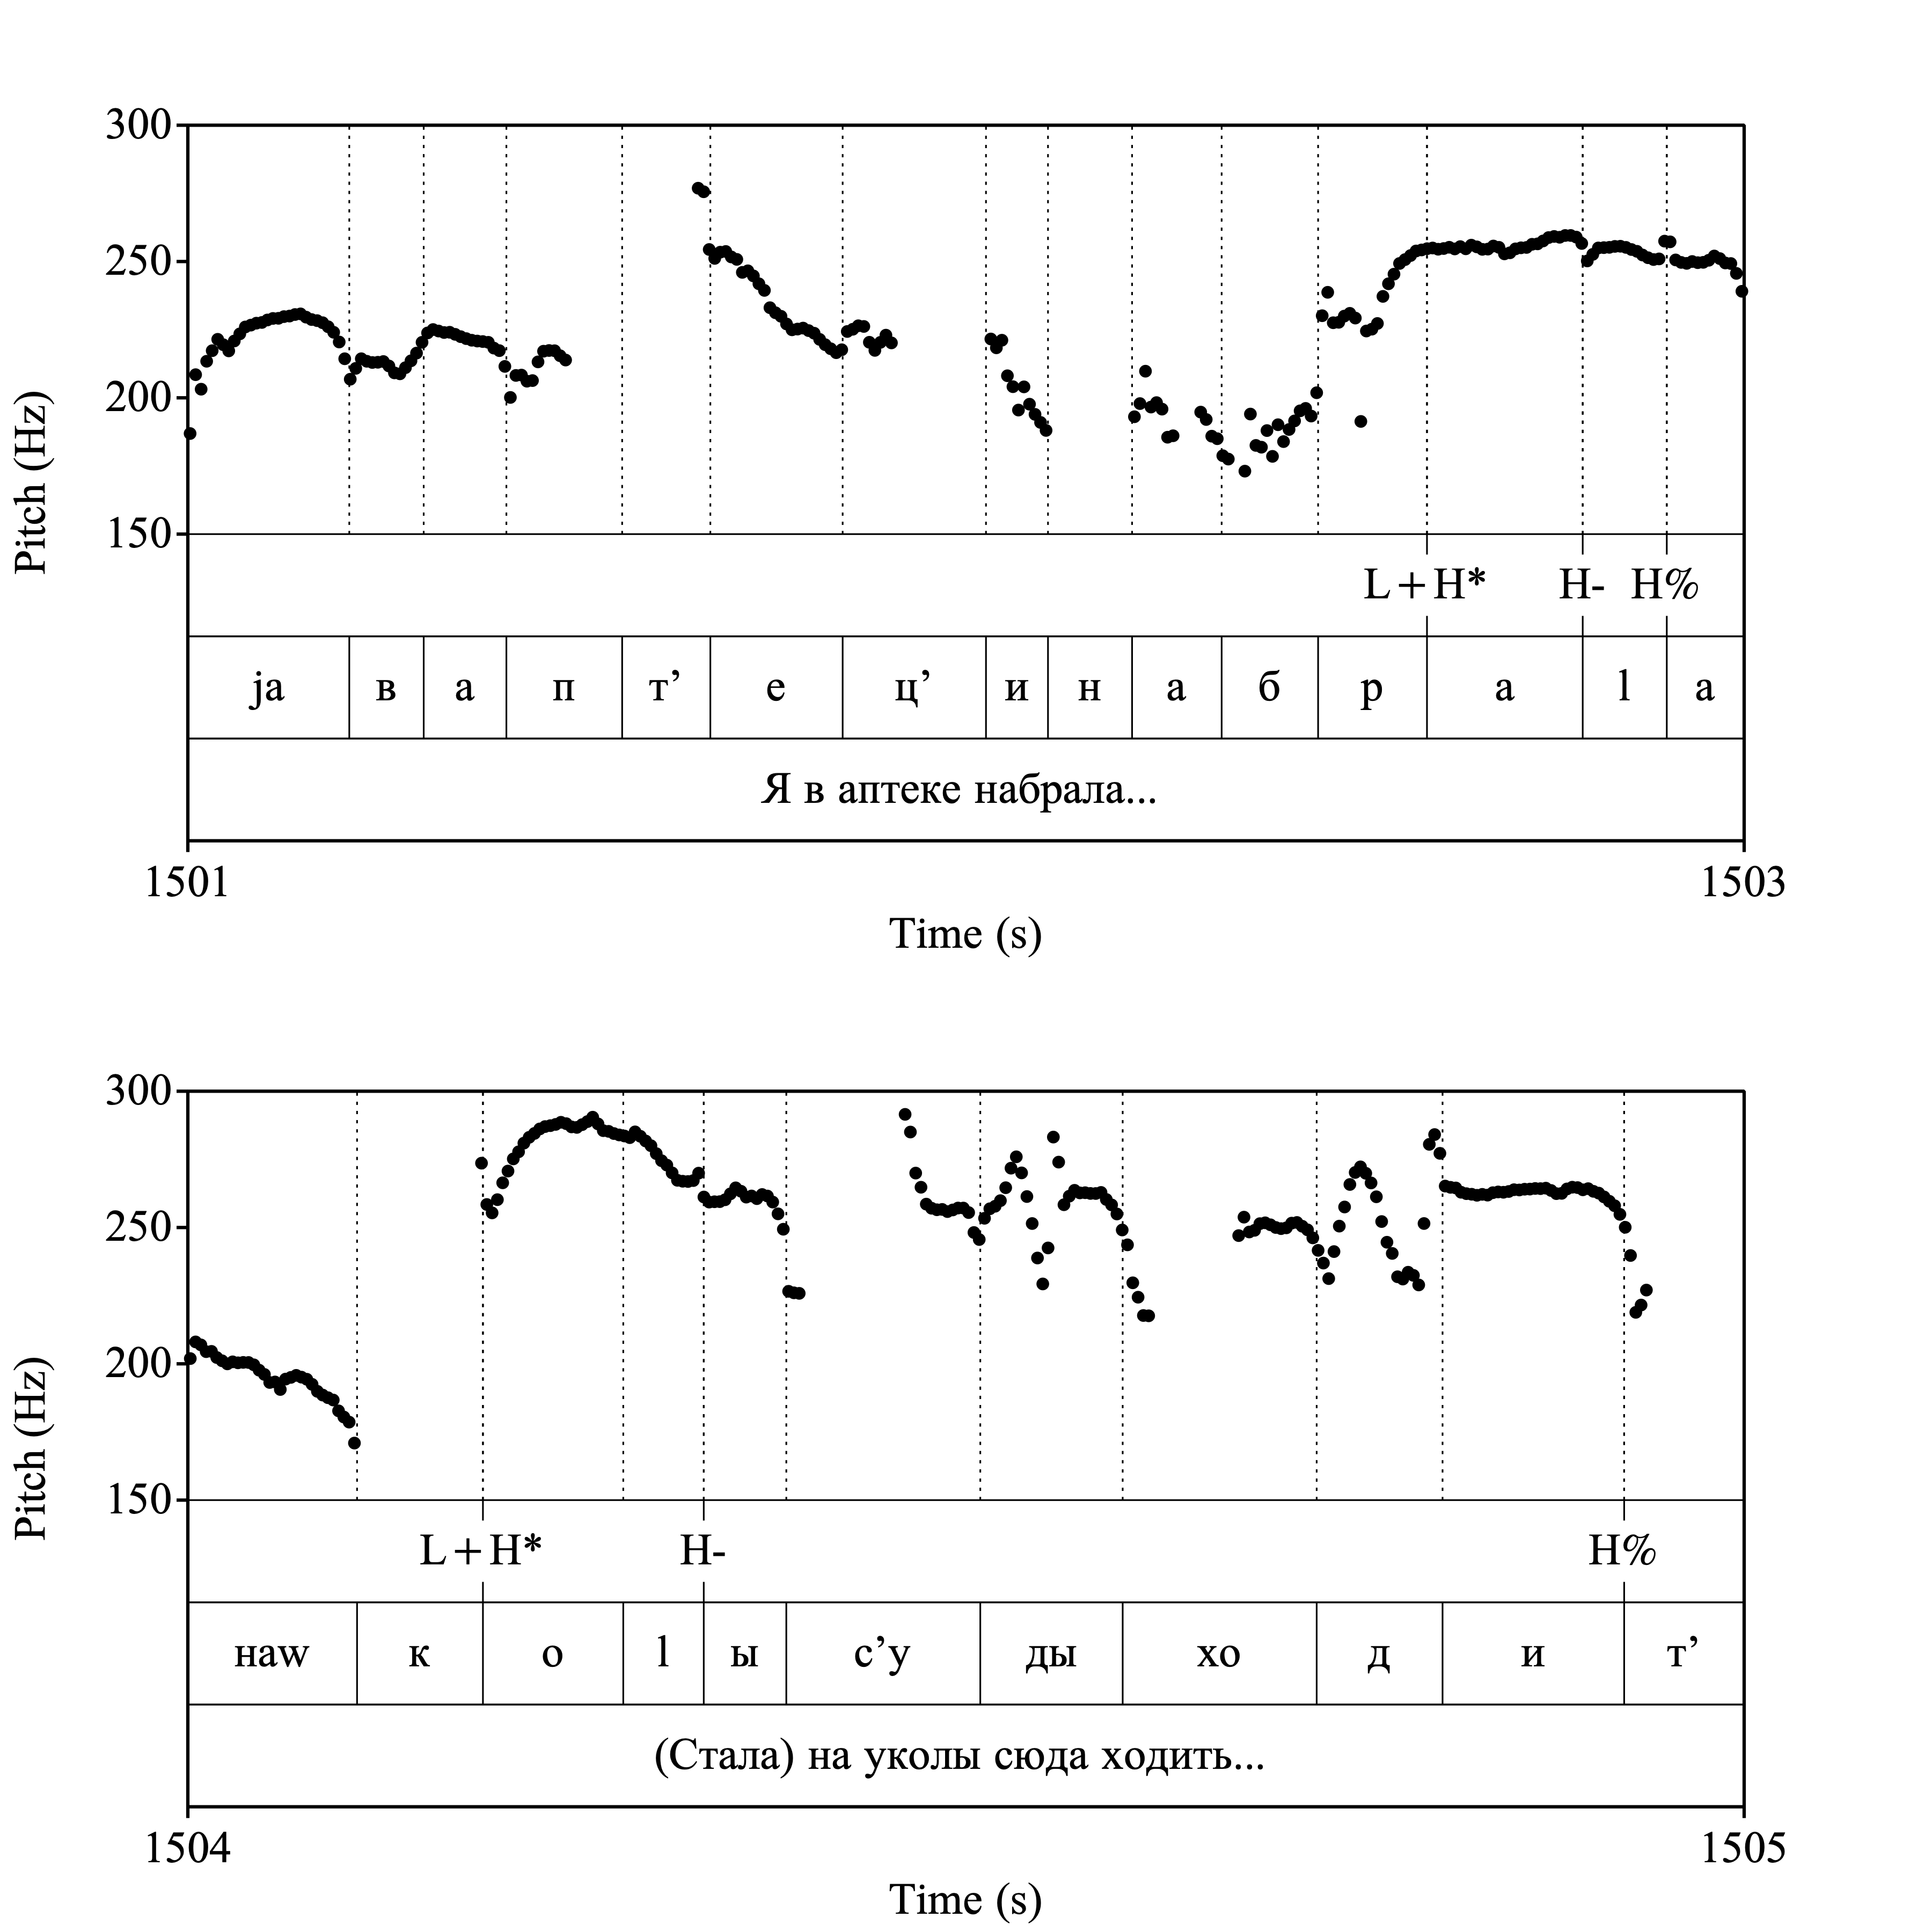 300
250
200
150
Pitch (Hz)
L+H* H- H%
ja в а п т’ е ц’ и н а б р а l а
Я в аптеке набрала...
1501 1503
Time (s)
300
250
200
150
Pitch (Hz)
L+H* H- H%
наw к о l ы с’у ды хо д и т’
(Стала) на уколы сюда ходить...
1504 1505
Time (s)